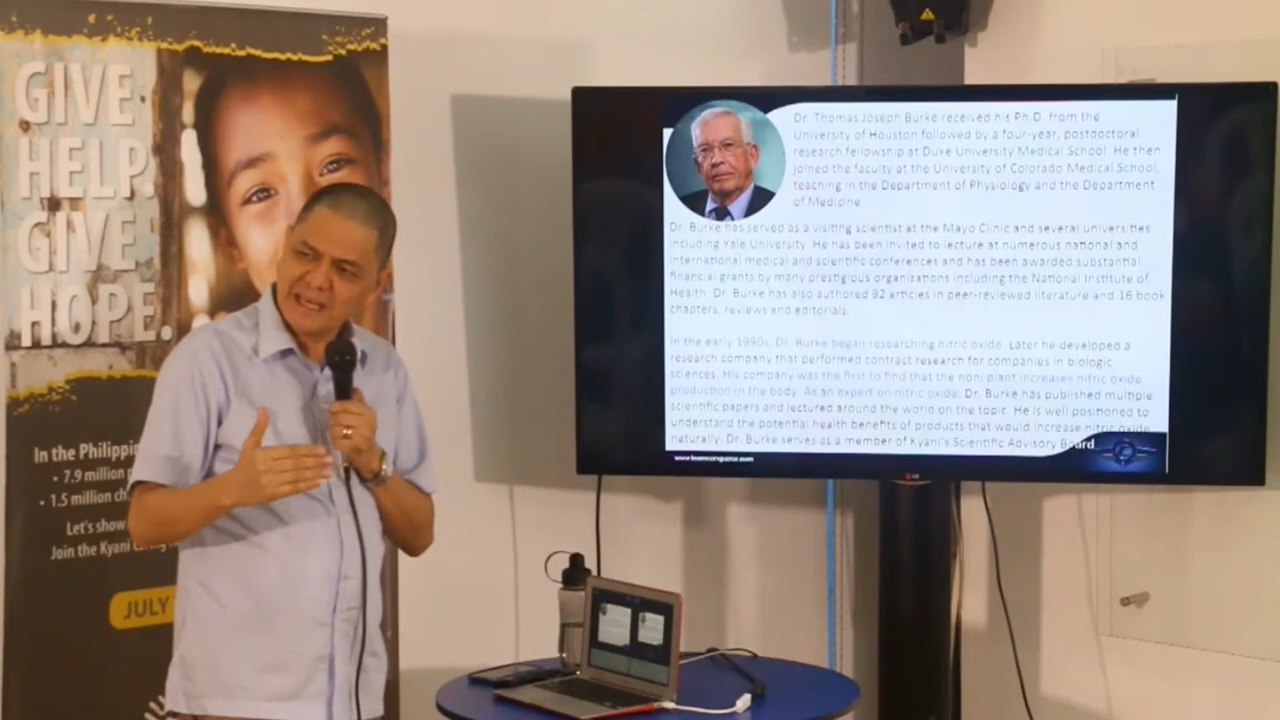 GIVE
HELP.
GIVE
HOPE.
In the
• 7.9 million
• 1.5 million
Let's show
Join the Kyani
JULY
Dr. Thomas Joseph Burke received his Ph.D. from the
University of Houston followed by a four-year, postdoctoral
research fellowship at Duke University Medical School. He then
joined the faculty at the University of Colorado Medical School,
teaching in the Department of Physiology and the Department
of Medicine.
Dr. Burke has served as a visiting scientist at the Mayo Clinic and several universities
including Yale University. He has been invited to lecture at numerous national and
international medical and scientific conferences and has been awarded substantial
financial grants by many prestigious organizations including the National Institute of
Health. Dr. Burke has also authored 92 articles in peer-reviewed literature and 16 book
chapters, reviews and editorials.
In the early 1990s, Dr. Burke began researching nitric oxide. Later he developed a
research company that performed contract research for companies in biologic
sciences. His company was the first to find that the noni plant increases nitric oxide
production in the body. As an expert on nitric oxide, Dr. Burke has published multiple
scientific papers and lectured around the world on the topic. He is well positioned to
understand the potential health benefits of products that would increase nitric oxide
naturally. Dr. Burke serves as a member of Kyäni's Scientific Advisory Board
LG